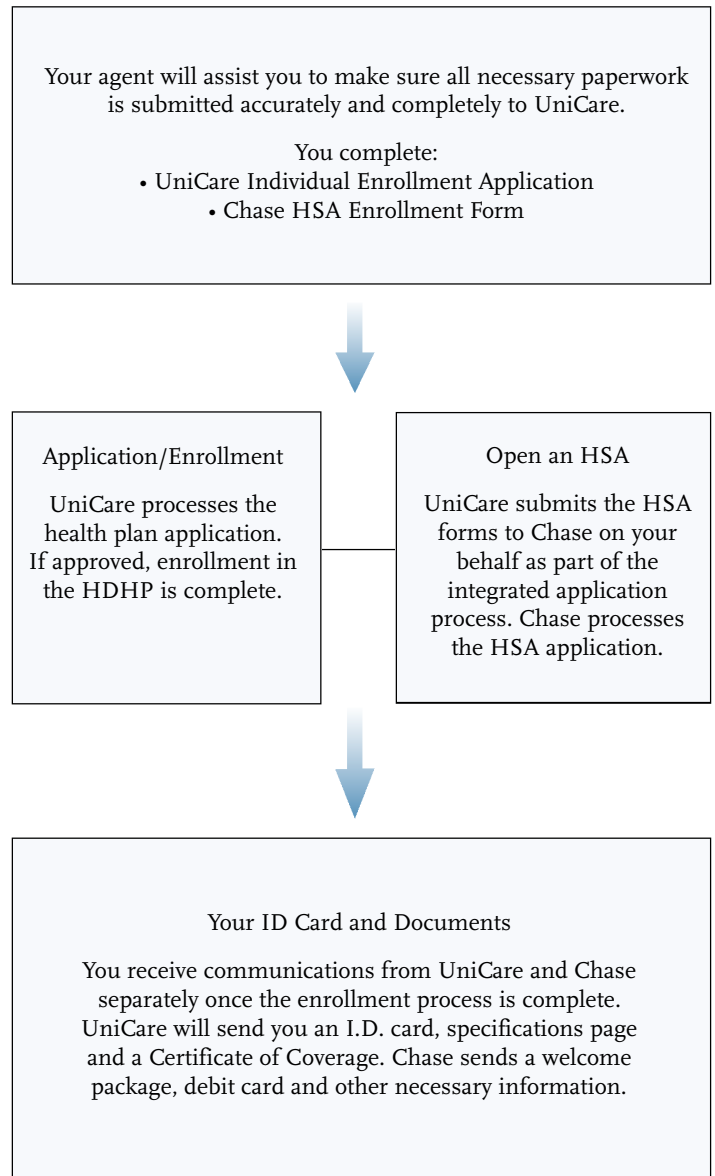 Your agent will assist you to make sure all necessary paperwork
is submitted accurately and completely to UniCare.
You complete:
• UniCare Individual Enrollment Application
• Chase HSA Enrollment Form
Application/Enrollment
UniCare processes the
health plan application.
If approved, enrollment in
the HDHP is complete.
Open an HSA
UniCare submits the HSA
forms to Chase on your
behalf as part of the
integrated application
process. Chase processes
the HSA application.
Your ID Card and Documents
You receive communications from UniCare and Chase
separately once the enrollment process is complete.
UniCare will send you an I.D. card, specifications page
and a Certificate of Coverage. Chase sends a welcome
package, debit card and other necessary information.